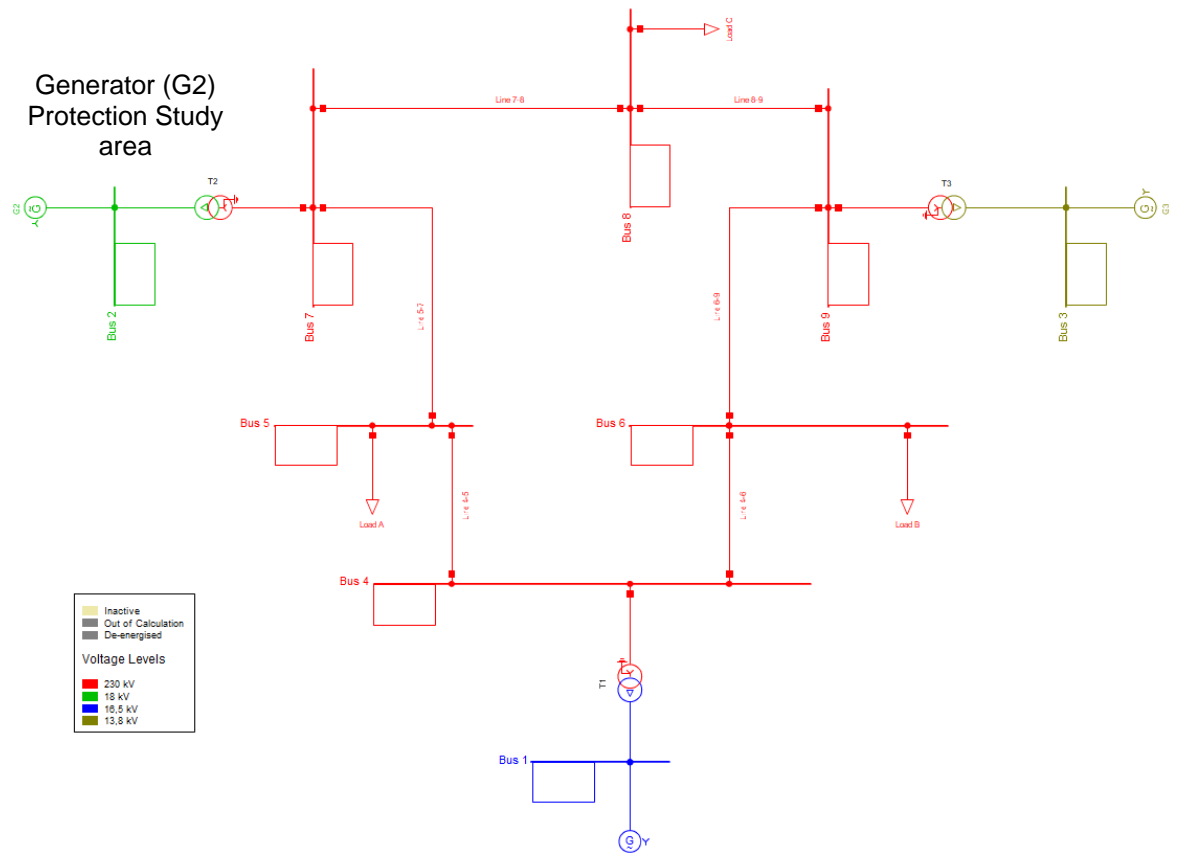 Load C
Generator (G2)
Protection Study
area
Line 7-8
Line 8-9
T2
T3
G2
G
G
G3
Bus 8
Bus 2
Bus 7
Bus 9
Bus 3
Line 5-7
Line 6-9
Bus 5
Bus 6
Line 4-5
Line 4-6
Load A
Load B
Bus 4
Inactive
Out of Calculation
De-energised
Voltage Levels
230 kV
18 kV
16,5 kV
13,8 kV
T1
Bus 1
G